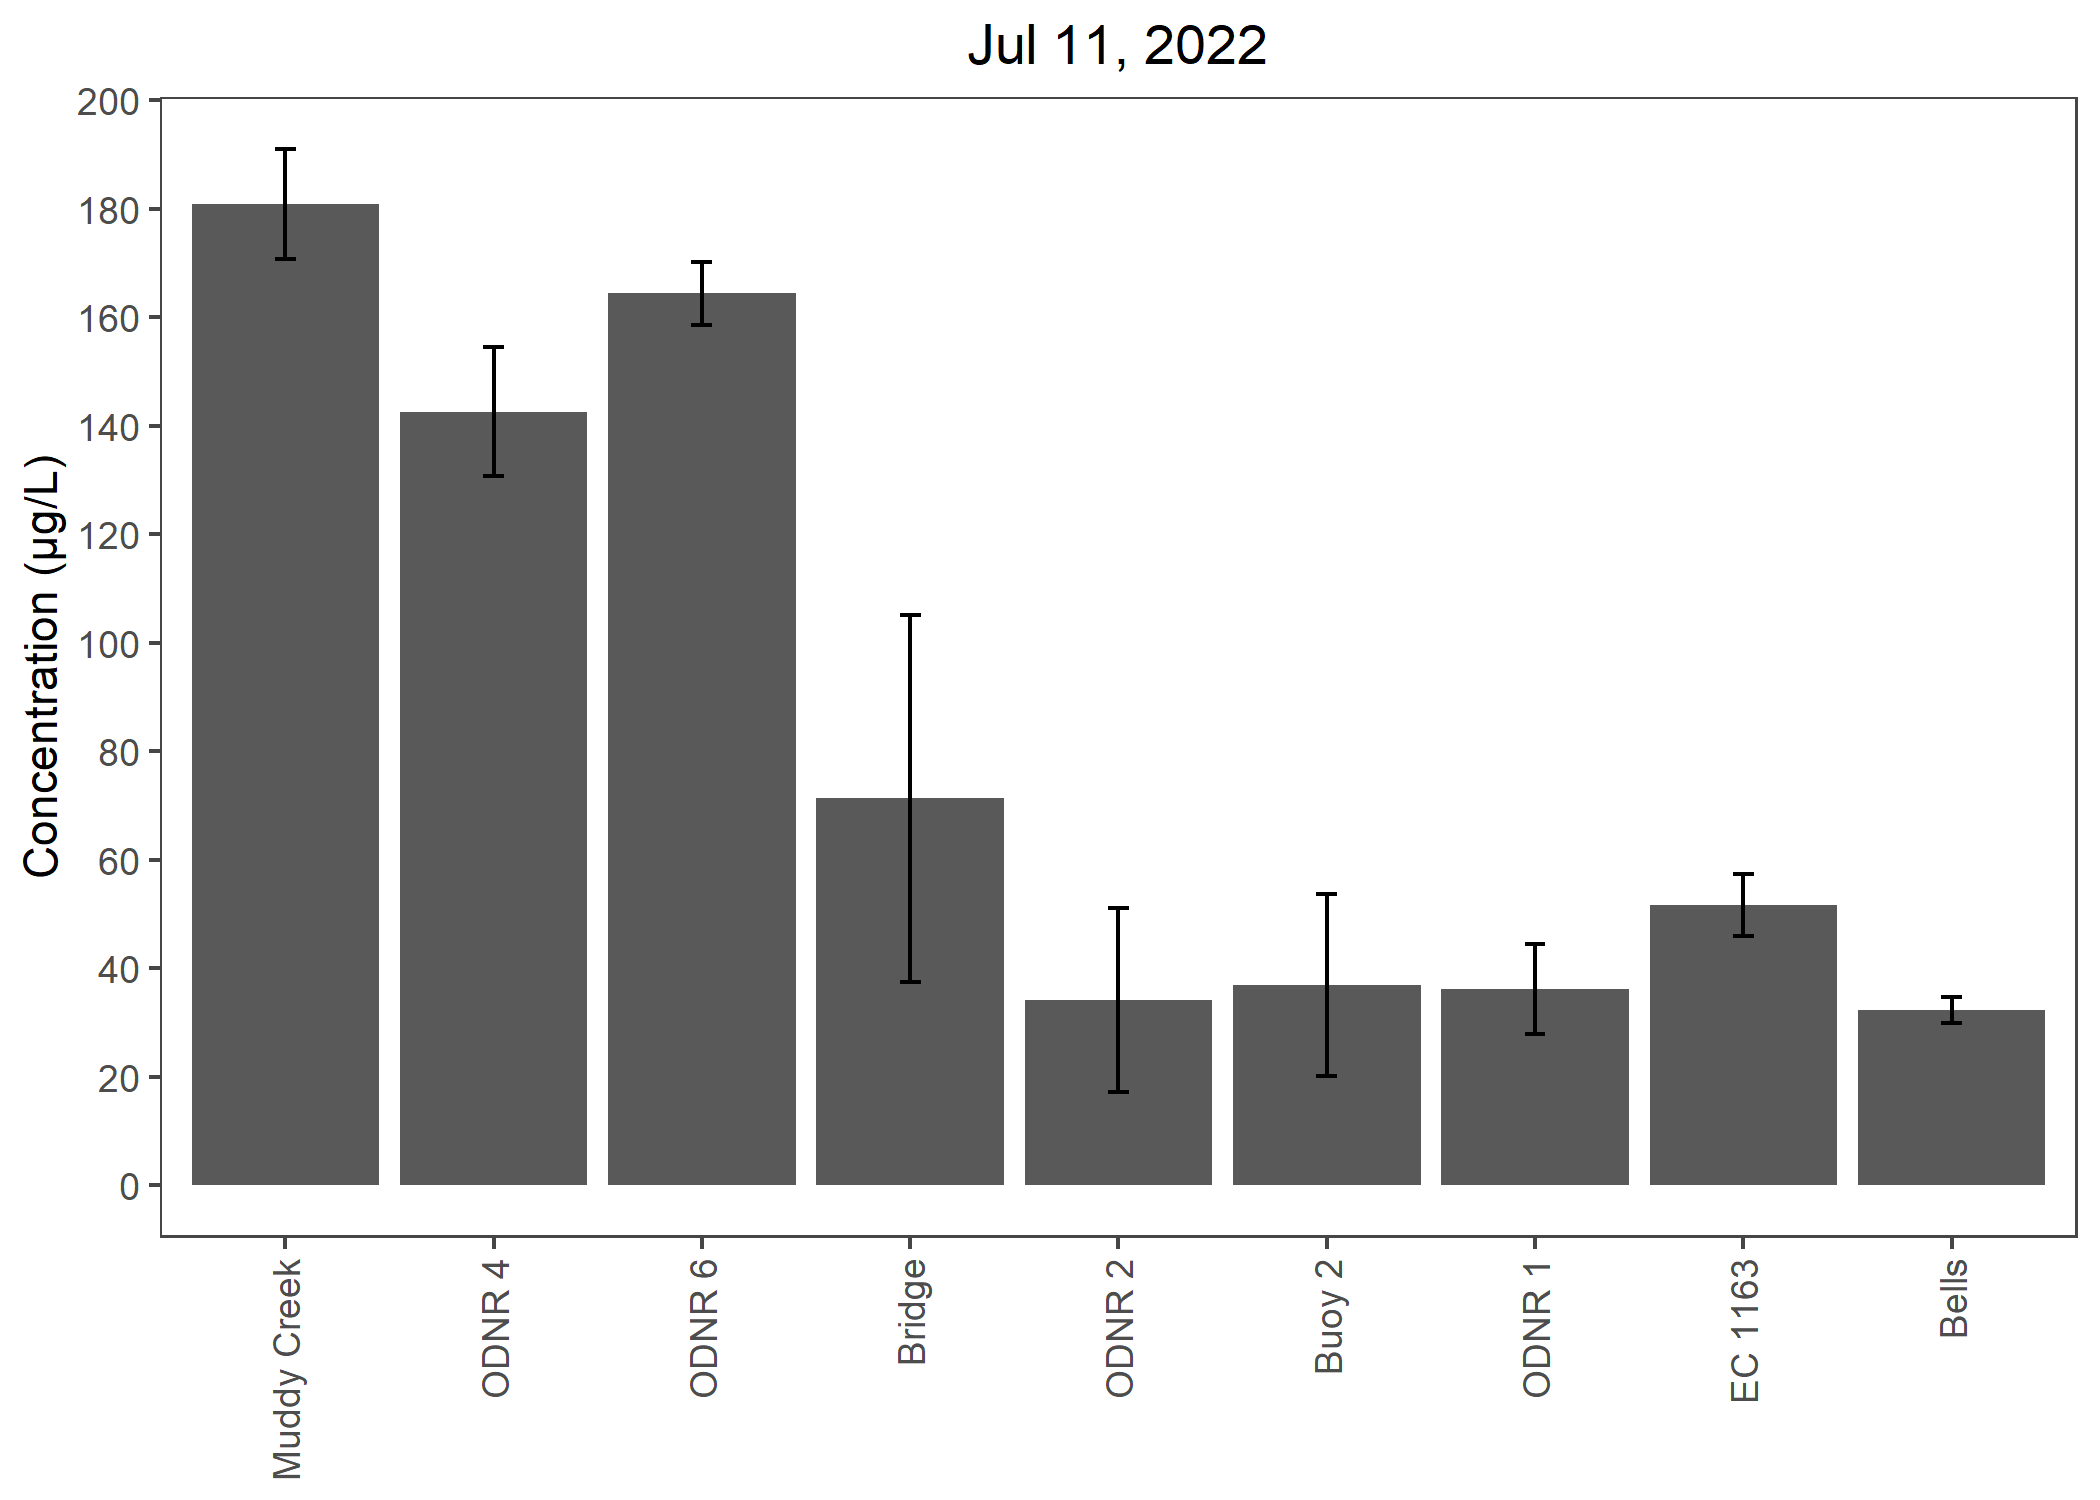 Jul 11, 2022
Concentration (µg/L)
200
180
160
140
120
100
80
60
40
20
0
Muddy Creek
ODNR 4
ODNR 6
Bridge
ODNR 2
Buoy 2
ODNR 1
EC 1163
Bells